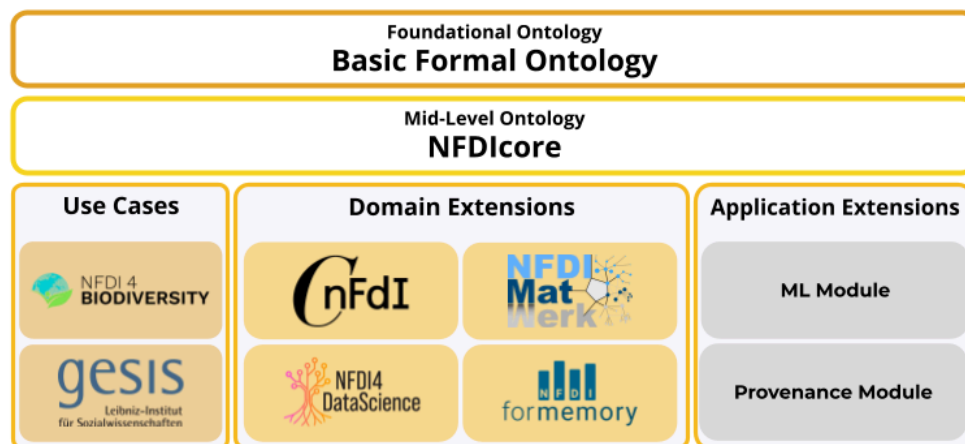 Foundational Ontology
Basic Formal Ontology
Mid-Level Ontology
NFDIcore
Use Cases
NFDI 4
BIODIVERSITY
gesis
Leibniz-Institut
für Sozialwissenschaften
Domain Extensions
CnFdI
NFDI
Mat
Werk
NFDI4
DataScience
NFDI
formemory
Application Extensions
ML Module
Provenance Module